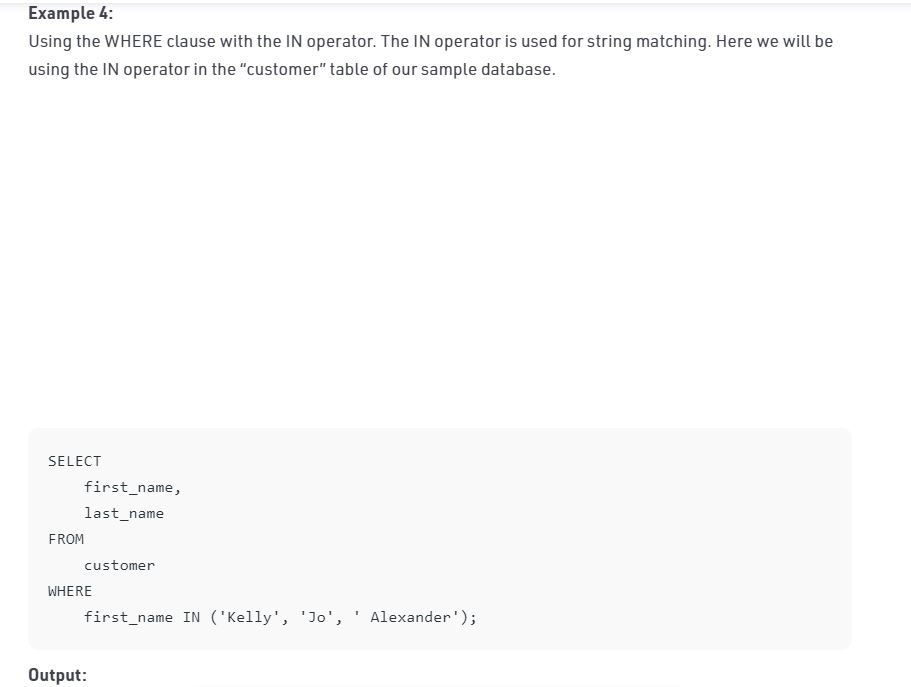 Example 4:
Using the WHERE clause with the IN operator. The IN operator is used for string matching. Here we will be
using the IN operator in the “customer” table of our sample database.
SELECT
    first_name,
    last_name
FROM
    customer
WHERE
    first_name IN ('Kelly', 'Jo', ' Alexander');
Output: